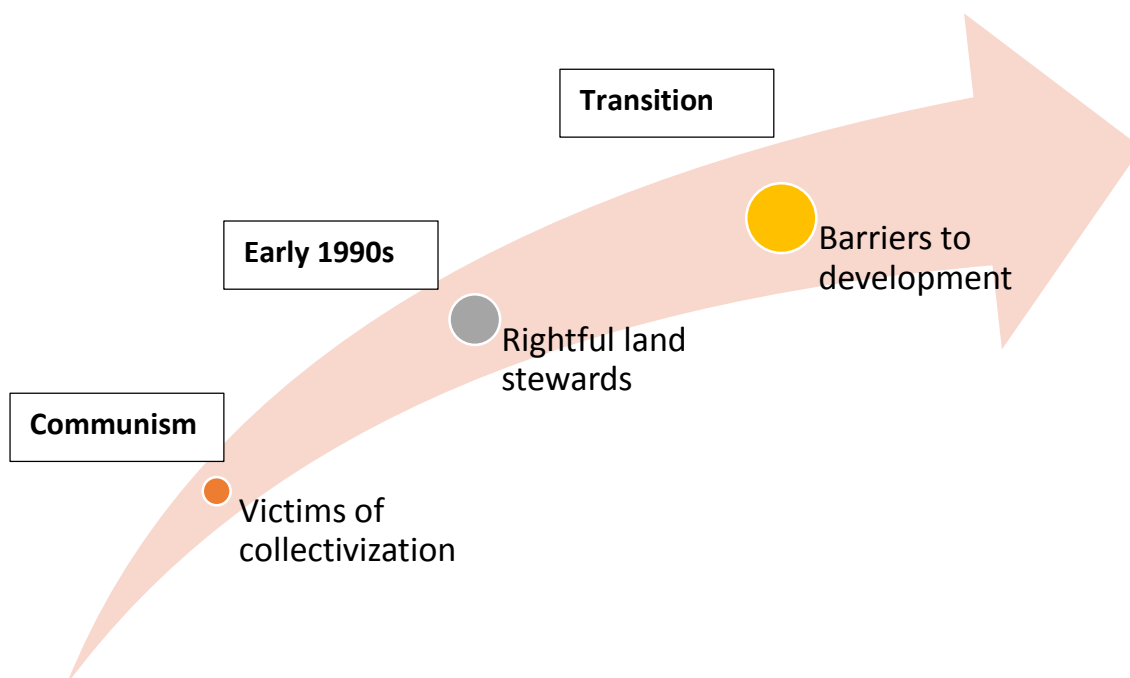 Transition
Barriers to
development
Early 1990s
Rightful land
stewards
Communism
Victims of
collectivization